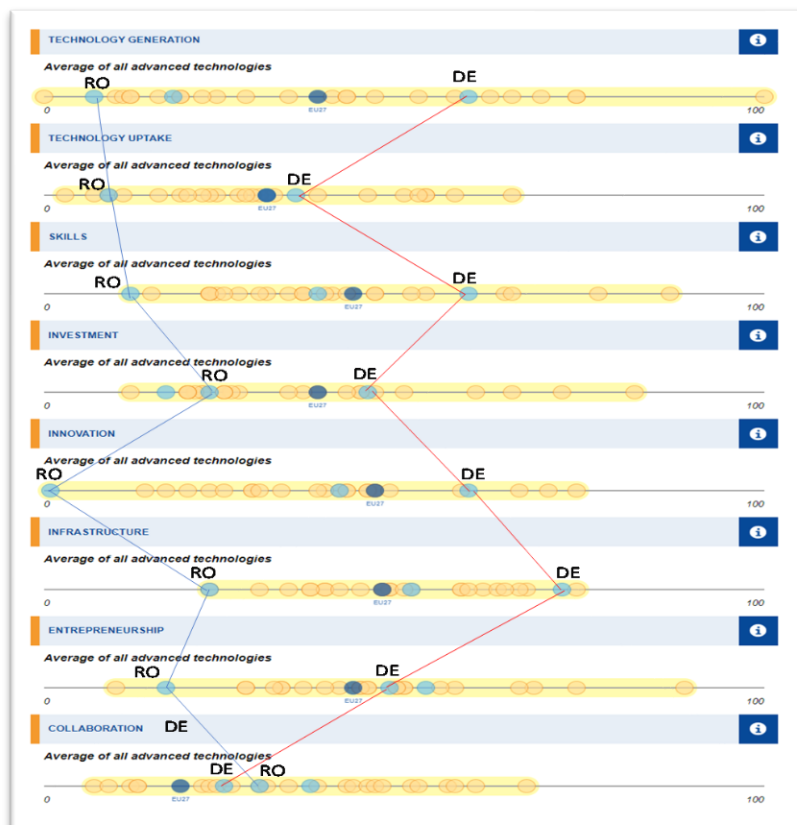 TECHNOLOGY GENERATION
i
Average of all advanced technologies
RO
DE
0
EU27
100
TECHNOLOGY UPTAKE
i
Average of all advanced technologies
RO
DE
0
EU27
100
SKILLS
i
Average of all advanced technologies
RO
DE
0
EU27
100
INVESTMENT
i
Average of all advanced technologies
RO
DE
0
EU27
100
INNOVATION
i
Average of all advanced technologies
RO
DE
0
EU27
100
INFRASTRUCTURE
i
Average of all advanced technologies
RO
DE
0
EU27
100
ENTREPRENEURSHIP
i
Average of all advanced technologies
RO
DE
0
EU27
100
COLLABORATION
DE
i
Average of all advanced technologies
DE
RO
0
EU27
100